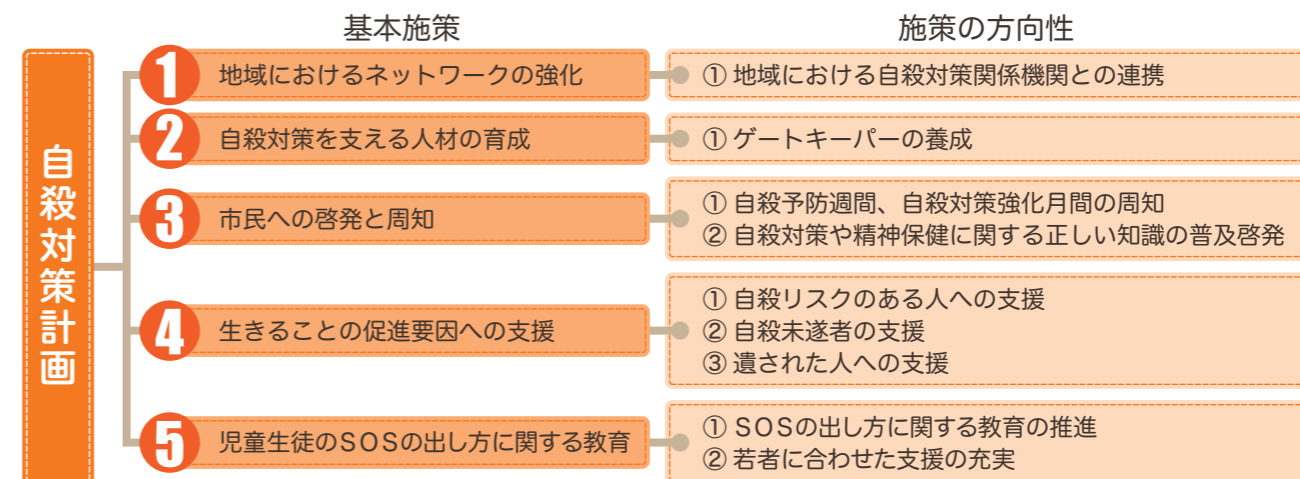 基本施策
施策の方向性
自殺対策計画
1 地域におけるネットワークの強化
① 地域における自殺対策関係機関との連携
2 自殺対策を支える人材の育成
① ゲートキーパーの養成
3 市民への啓発と周知
① 自殺予防週間、自殺対策強化月間の周知
② 自殺対策や精神保健に関する正しい知識の普及啓発
4 生きることの促進要因への支援
① 自殺リスクのある人への支援
② 自殺未遂者の支援
③ 遺された人への支援
5 児童生徒のSOSの出し方に関する教育
① SOSの出し方に関する教育の推進
② 若者に合わせた支援の充実